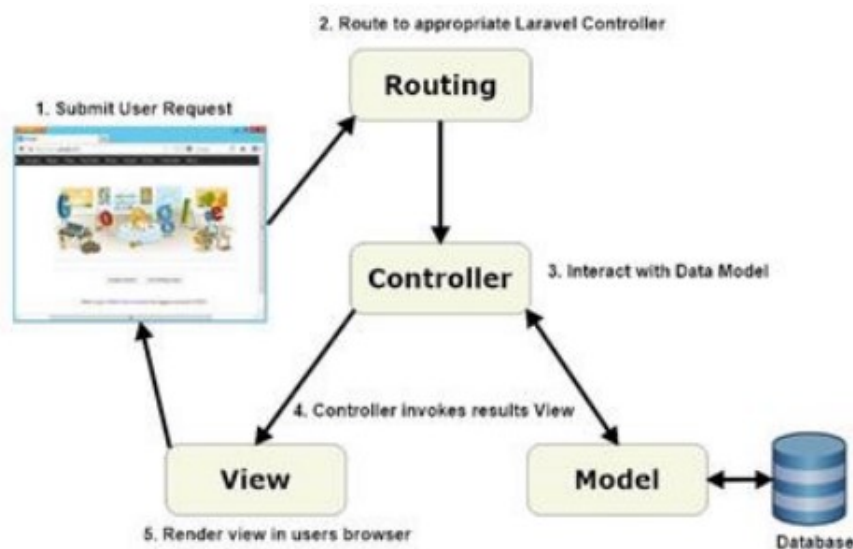 2. Route to appropriate Laravel Controller
Routing
1. Submit User Request
Google
Controller
3. Interact with Data Model
4. Controller invokes results View
View
Model
5. Render view in users browser
Database